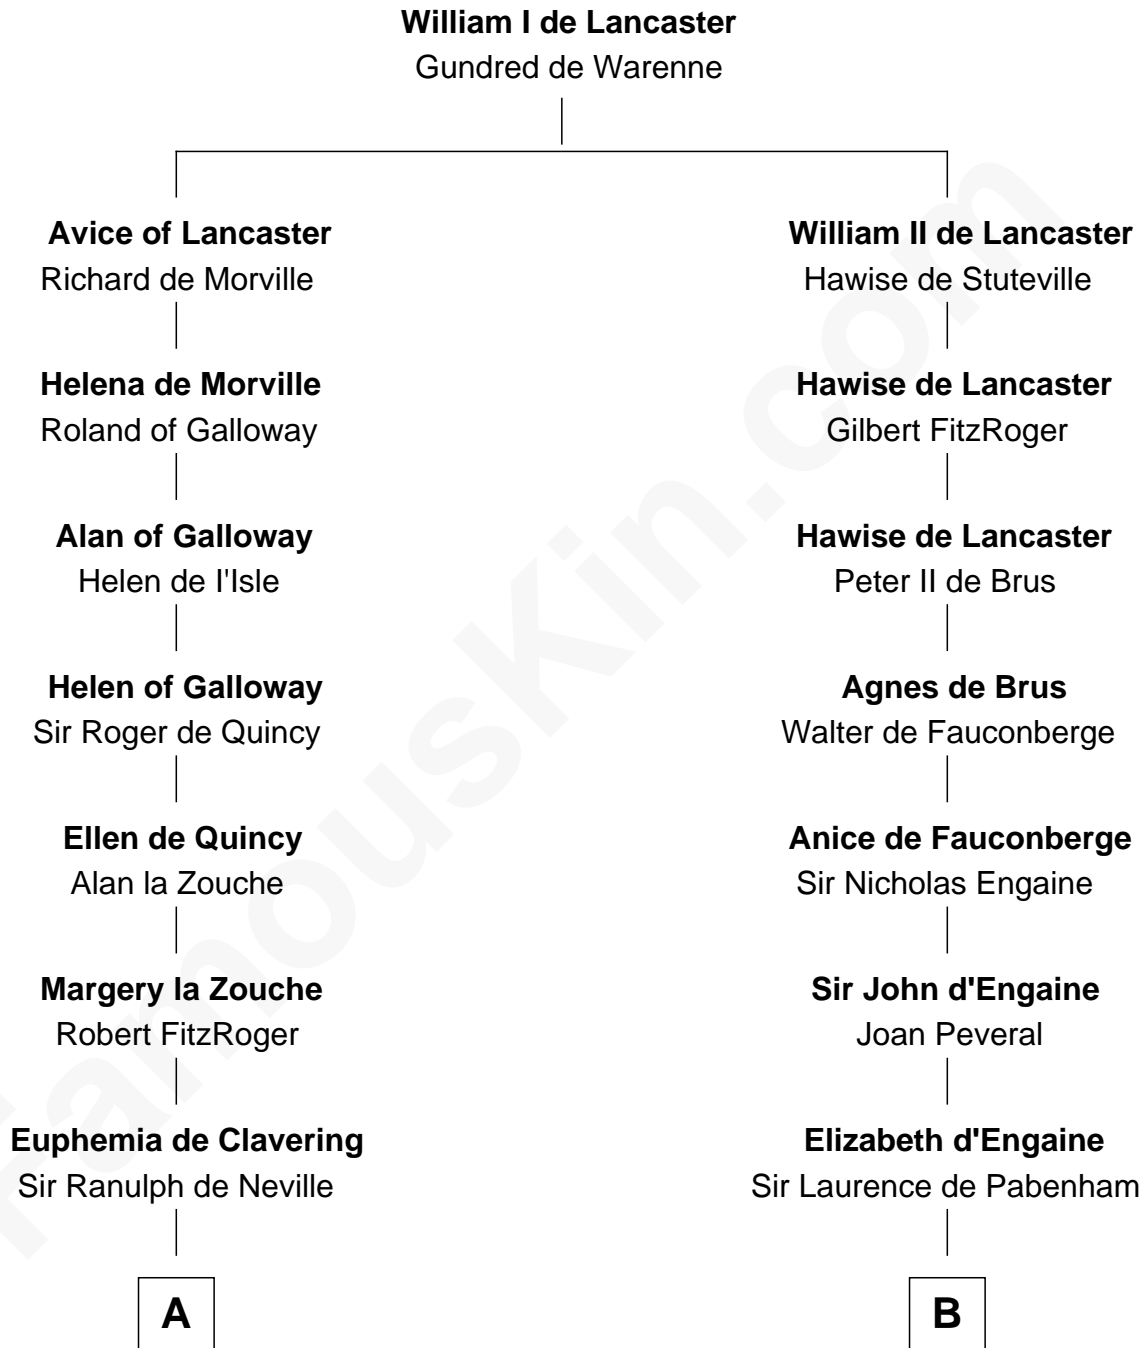 William I de Lancaster
Gundred de Warenne
Avice of Lancaster
Richard de Morville
William II de Lancaster
Hawise de Stuteville
Helena de Morville
Roland of Galloway
Hawise de Lancaster
Gilbert FitzRoger
Alan of Galloway
Helen de I'Isle
Hawise de Lancaster
Peter II de Brus
Helen of Galloway
Sir Roger de Quincy
Agnes de Brus
Walter de Fauconberge
Ellen de Quincy
Alan la Zouche
Anice de Fauconberge
Sir Nicholas Engaine
Margery la Zouche
Robert FitzRoger
Sir John d'Engaine
Joan Peveral
Euphemia de Clavering
Sir Ranulph de Neville
Elizabeth d'Engaine
Sir Laurence de Pabenham
A
B
FamousKin.com